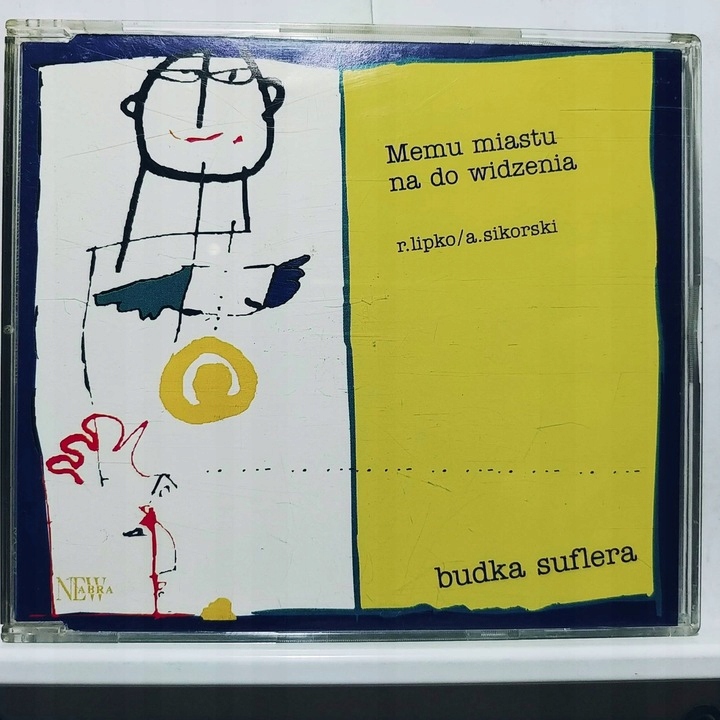 Memu miastu
na do widzenia
r.lipko/a.sikorski
budka suflera
NEW ABRA